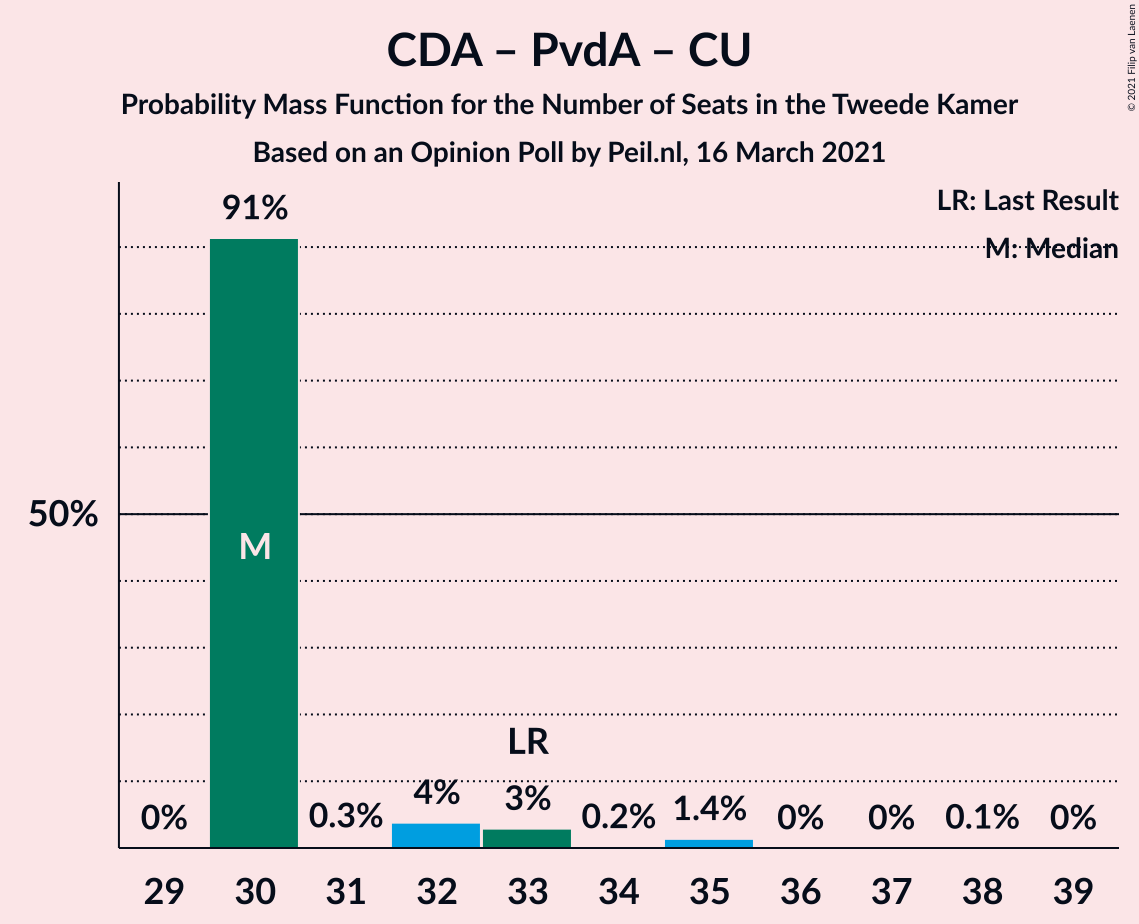 CDA – PvdA – CU
Probability Mass Function for the Number of Seats in the Tweede Kamer
Based on an Opinion Poll by Peil.nl, 16 March 2021
© 2021 Filip van Laenen
LR: Last Result
M: Median
91%
50%
M
LR
0%
0.3%
4%
3%
0.2%
1.4%
0%
0%
0.1%
0%
29 30 31 32 33 34 35 36 37 38 39